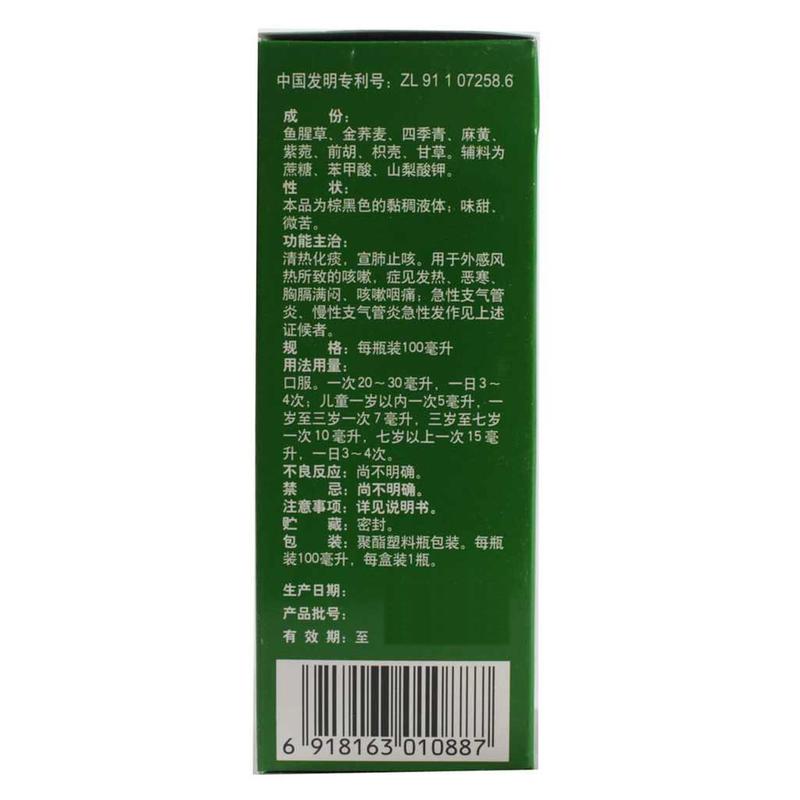 中国发明专利号：ZL 91 1 07258.6
成　份：
鱼腥草、金荞麦、四季青、麻黄、
紫菀、前胡、枳壳、甘草。辅料为
蔗糖、苯甲酸、山梨酸钾。
性　状：
本品为棕黑色的黏稠液体；味甜、
微苦。
功能主治：
清热化痰，宣肺止咳。用于外感风
热所致的咳嗽，症见发热、恶寒、
胸膈满闷、咳嗽咽痛；急性支气管
炎、慢性支气管炎急性发作见上述
证候者。
规　格：每瓶装100毫升
用法用量：
口服。一次20～30毫升，一日3～
4次；儿童一岁以内一次5毫升，一
岁至三岁一次7毫升，三岁至七岁
一次10毫升，七岁以上一次15毫
升，一日3～4次。
不良反应：尚不明确。
禁　忌：尚不明确。
注意事项：详见说明书。
贮　藏：密封。
包　装：聚酯塑料瓶包装。每瓶
装100毫升，每盒装1瓶。
生产日期：
产品批号：
有 效 期：至
6 918163 010887